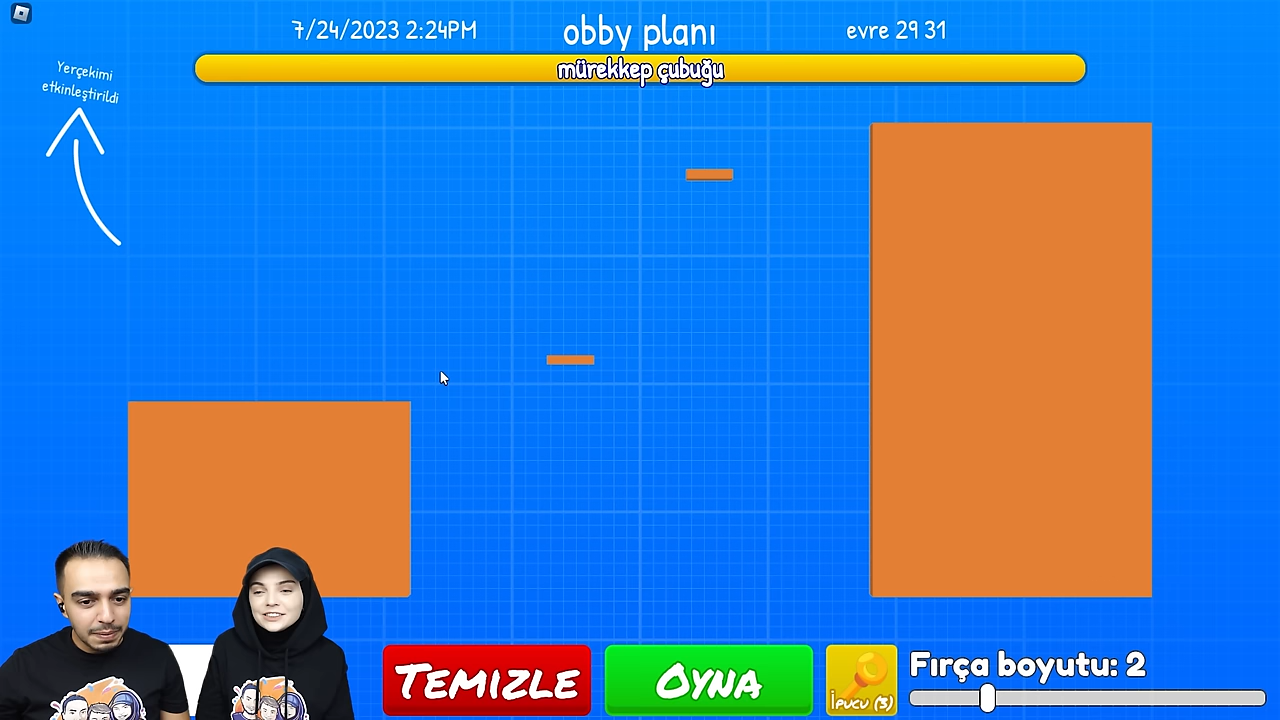 7/24/2023 2:24PM
obby planı
evre 29 31
mürekkep çubuğu
Yerçekimi
etkinleştirildi
TEMIZLE
OYNA
İPUCU (3)
Fırça boyutu: 2